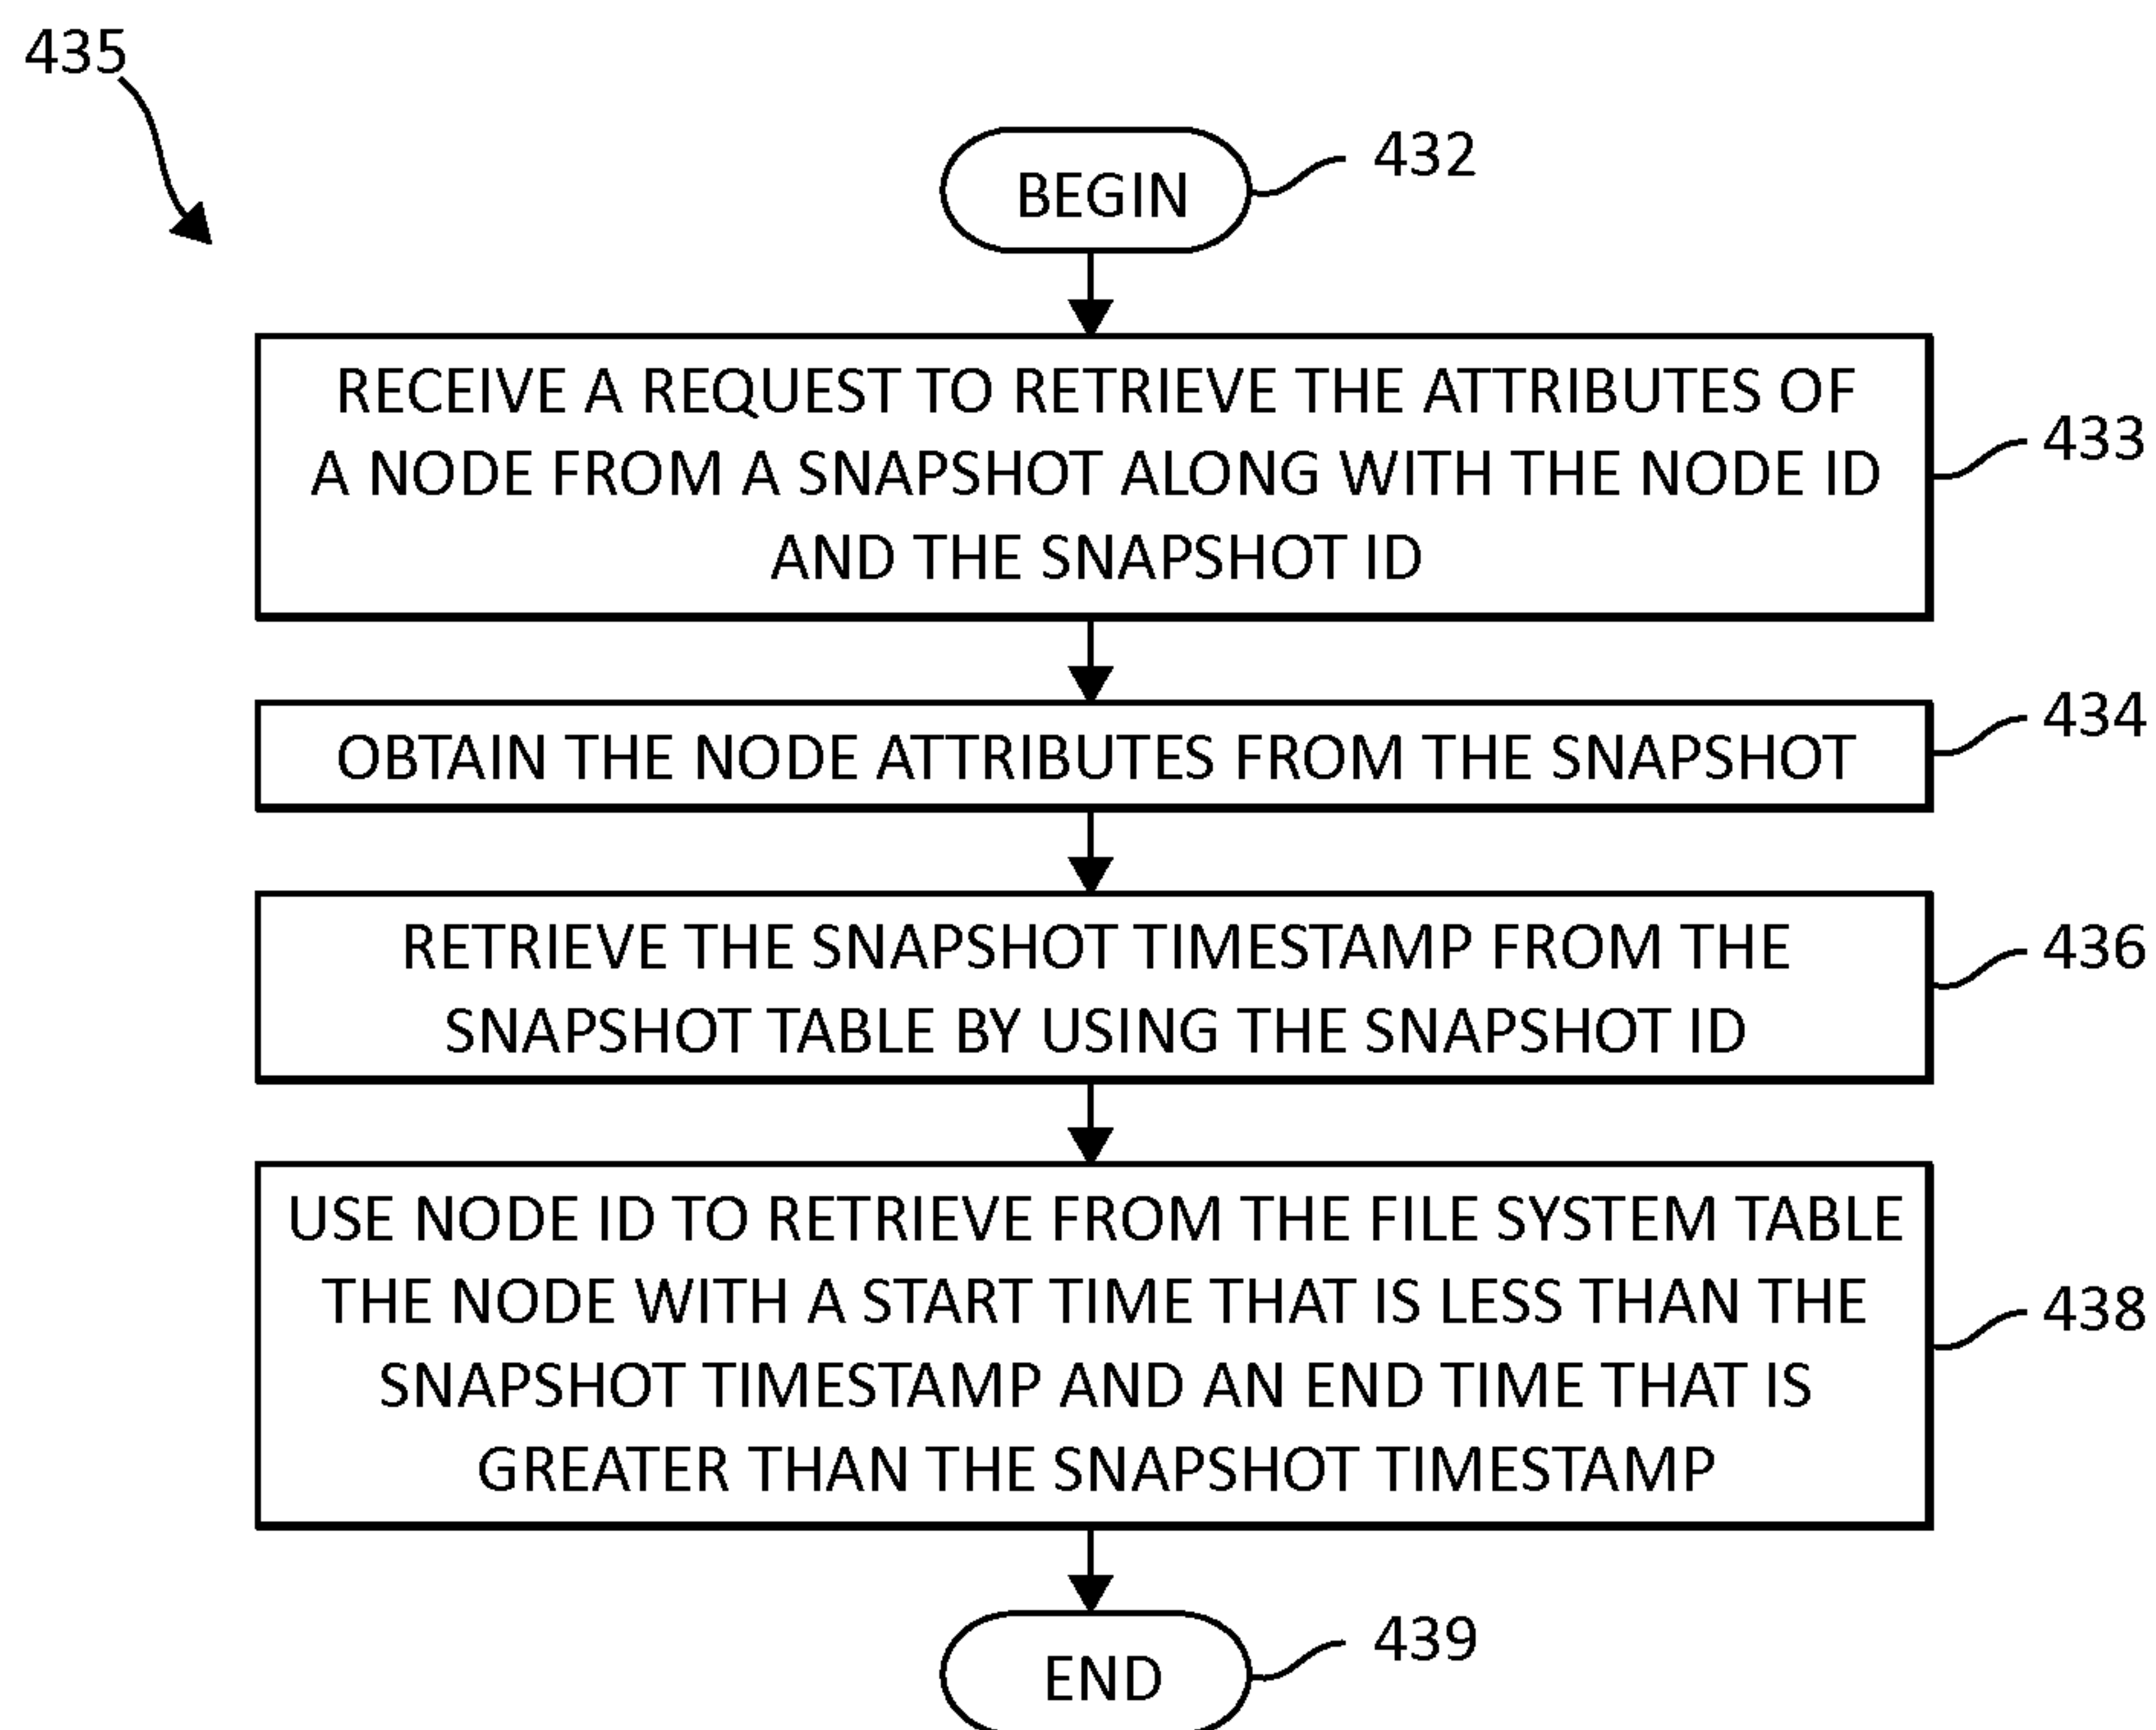 435
BEGIN
432
RECEIVE A REQUEST TO RETRIEVE THE ATTRIBUTES OF
A NODE FROM A SNAPSHOT ALONG WITH THE NODE ID
AND THE SNAPSHOT ID
433
OBTAIN THE NODE ATTRIBUTES FROM THE SNAPSHOT
434
RETRIEVE THE SNAPSHOT TIMESTAMP FROM THE
SNAPSHOT TABLE BY USING THE SNAPSHOT ID
436
USE NODE ID TO RETRIEVE FROM THE FILE SYSTEM TABLE
THE NODE WITH A START TIME THAT IS LESS THAN THE
SNAPSHOT TIMESTAMP AND AN END TIME THAT IS
GREATER THAN THE SNAPSHOT TIMESTAMP
438
END
439